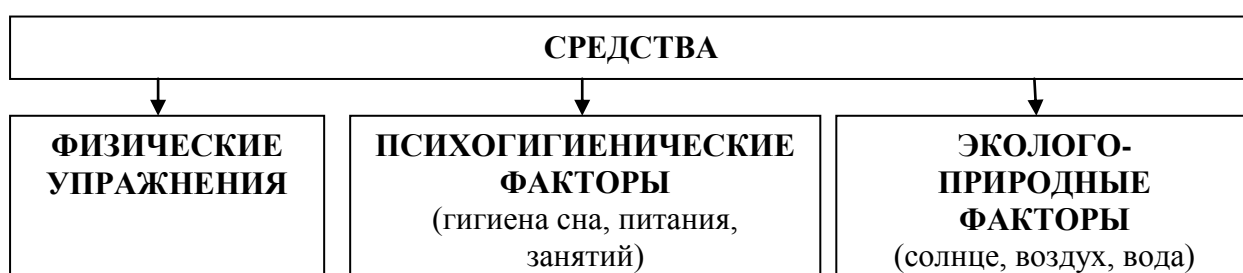 СРЕДСТВА
ФИЗИЧЕСКИЕ
УПРАЖНЕНИЯ
ПСИХОГИГИЕНИЧЕСКИЕ
ФАКТОРЫ
(гигиена сна, питания,
занятий)
ЭКОЛОГО-
ПРИРОДНЫЕ
ФАКТОРЫ
(солнце, воздух, вода)